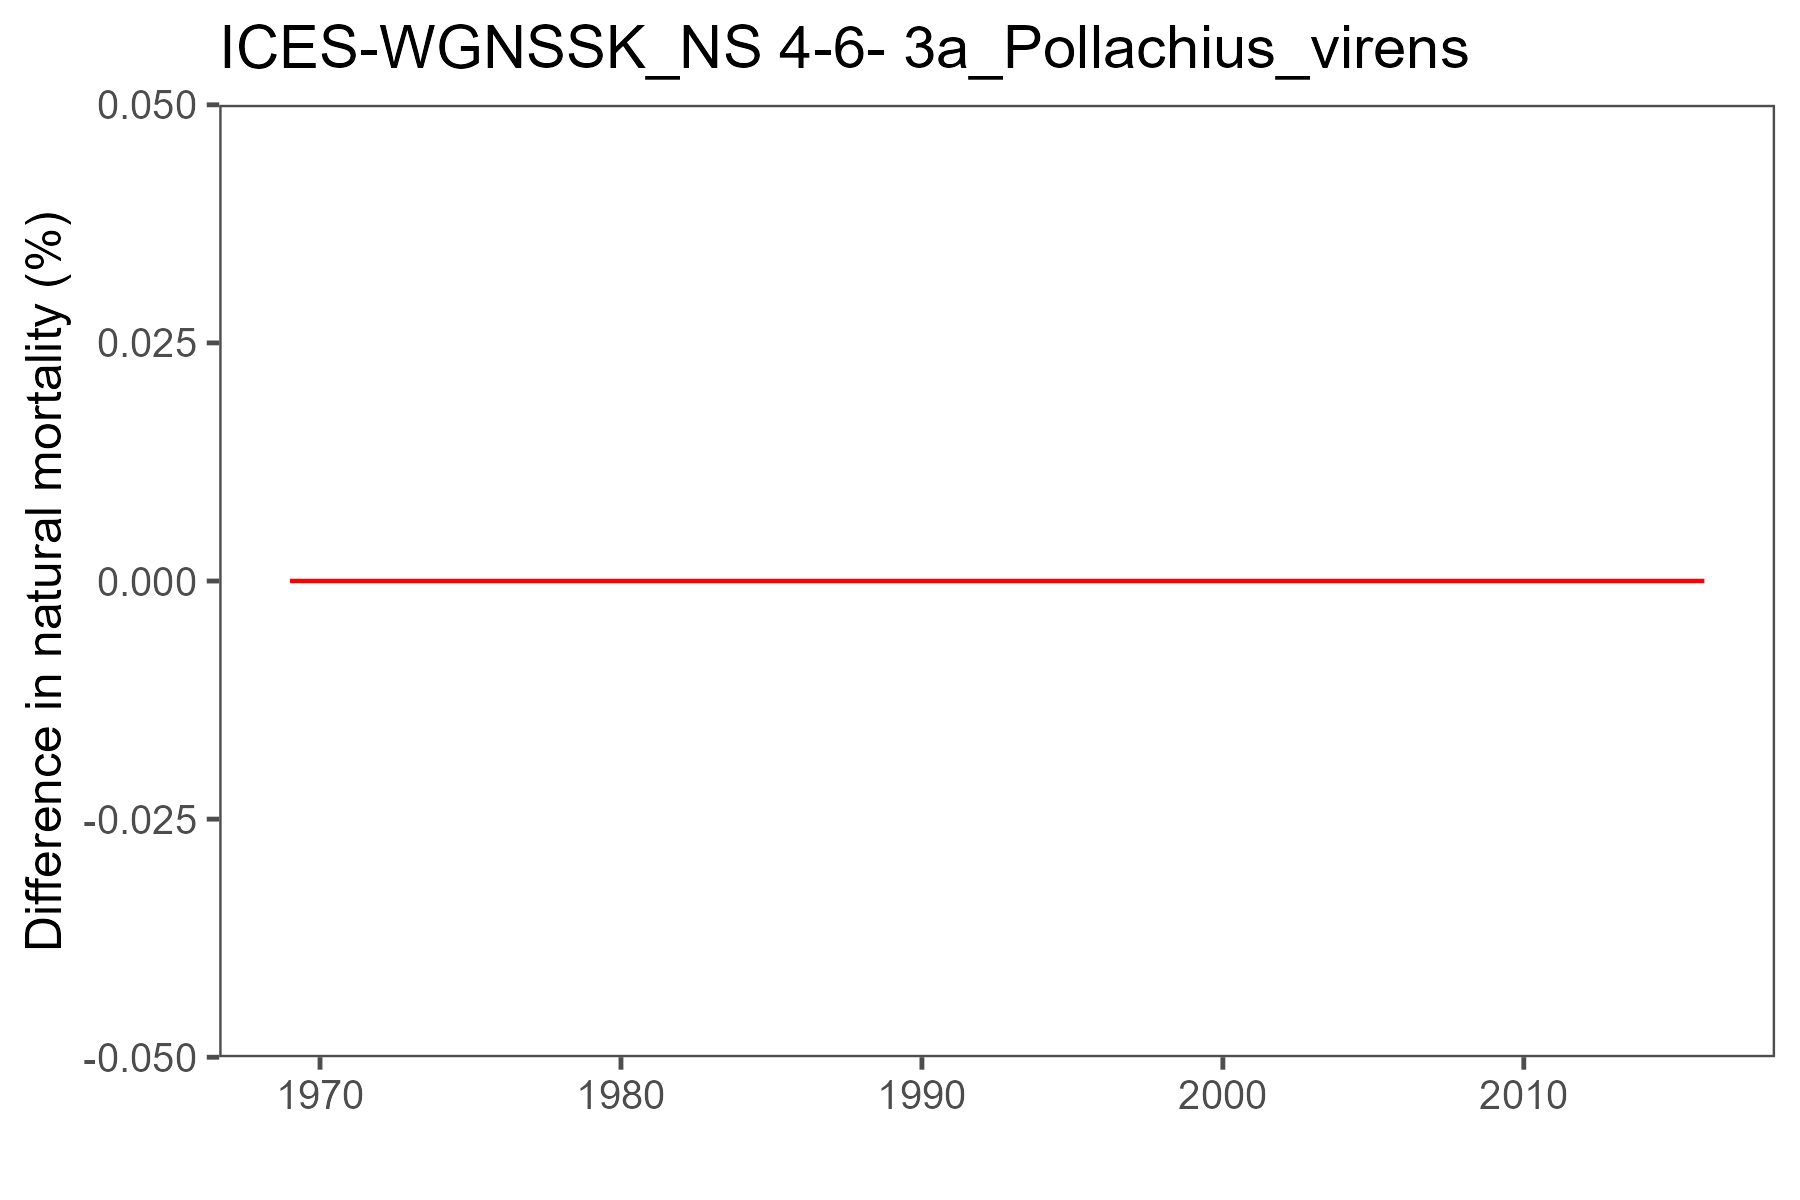 ICES-WGNSSK_NS 4-6- 3a_Pollachius_virens
Difference in natural mortality (%)
0.050
0.025
0.000
-0.025
-0.050
1970 1980 1990 2000 2010